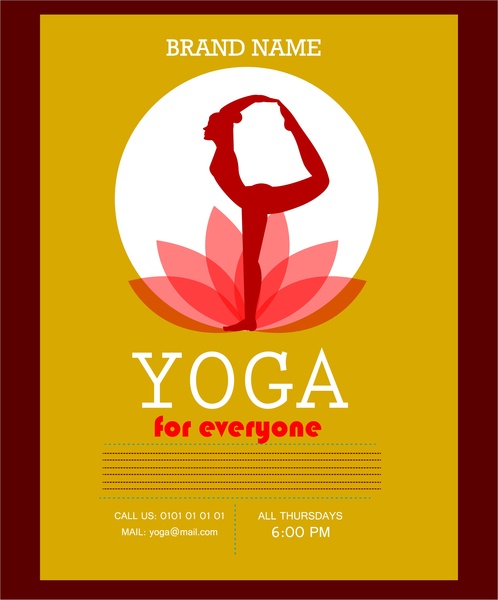 BRAND NAME
YOGA
for everyone
CALL US: 0101 01 01 01
MAIL: yoga@mail.com
ALL THURSDAYS
6:00 PM